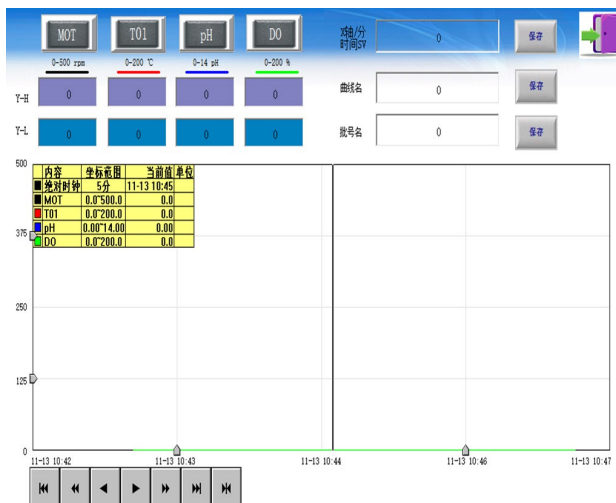 MOT T01 pH DO
0-500 rpm 0-200 ℃ 0-14 pH 0-200 %
Y-H 0 0 0 0
Y-L 0 0 0 0
X轴/分
时间SV 0 保存
曲线名 0 保存
批号名 0 保存
内容 坐标范围 当前值 单位
绝对时钟 5分 11-13 10:45
MOT 0.0~500.0 0.0
T01 0.0~200.0 0.0
pH 0.00~14.00 0.00
DO 0.0~200.0 0.0
500
375
250
125
0
11-13 10:42 11-13 10:43 11-13 10:44 11-13 10:46 11-13 10:47